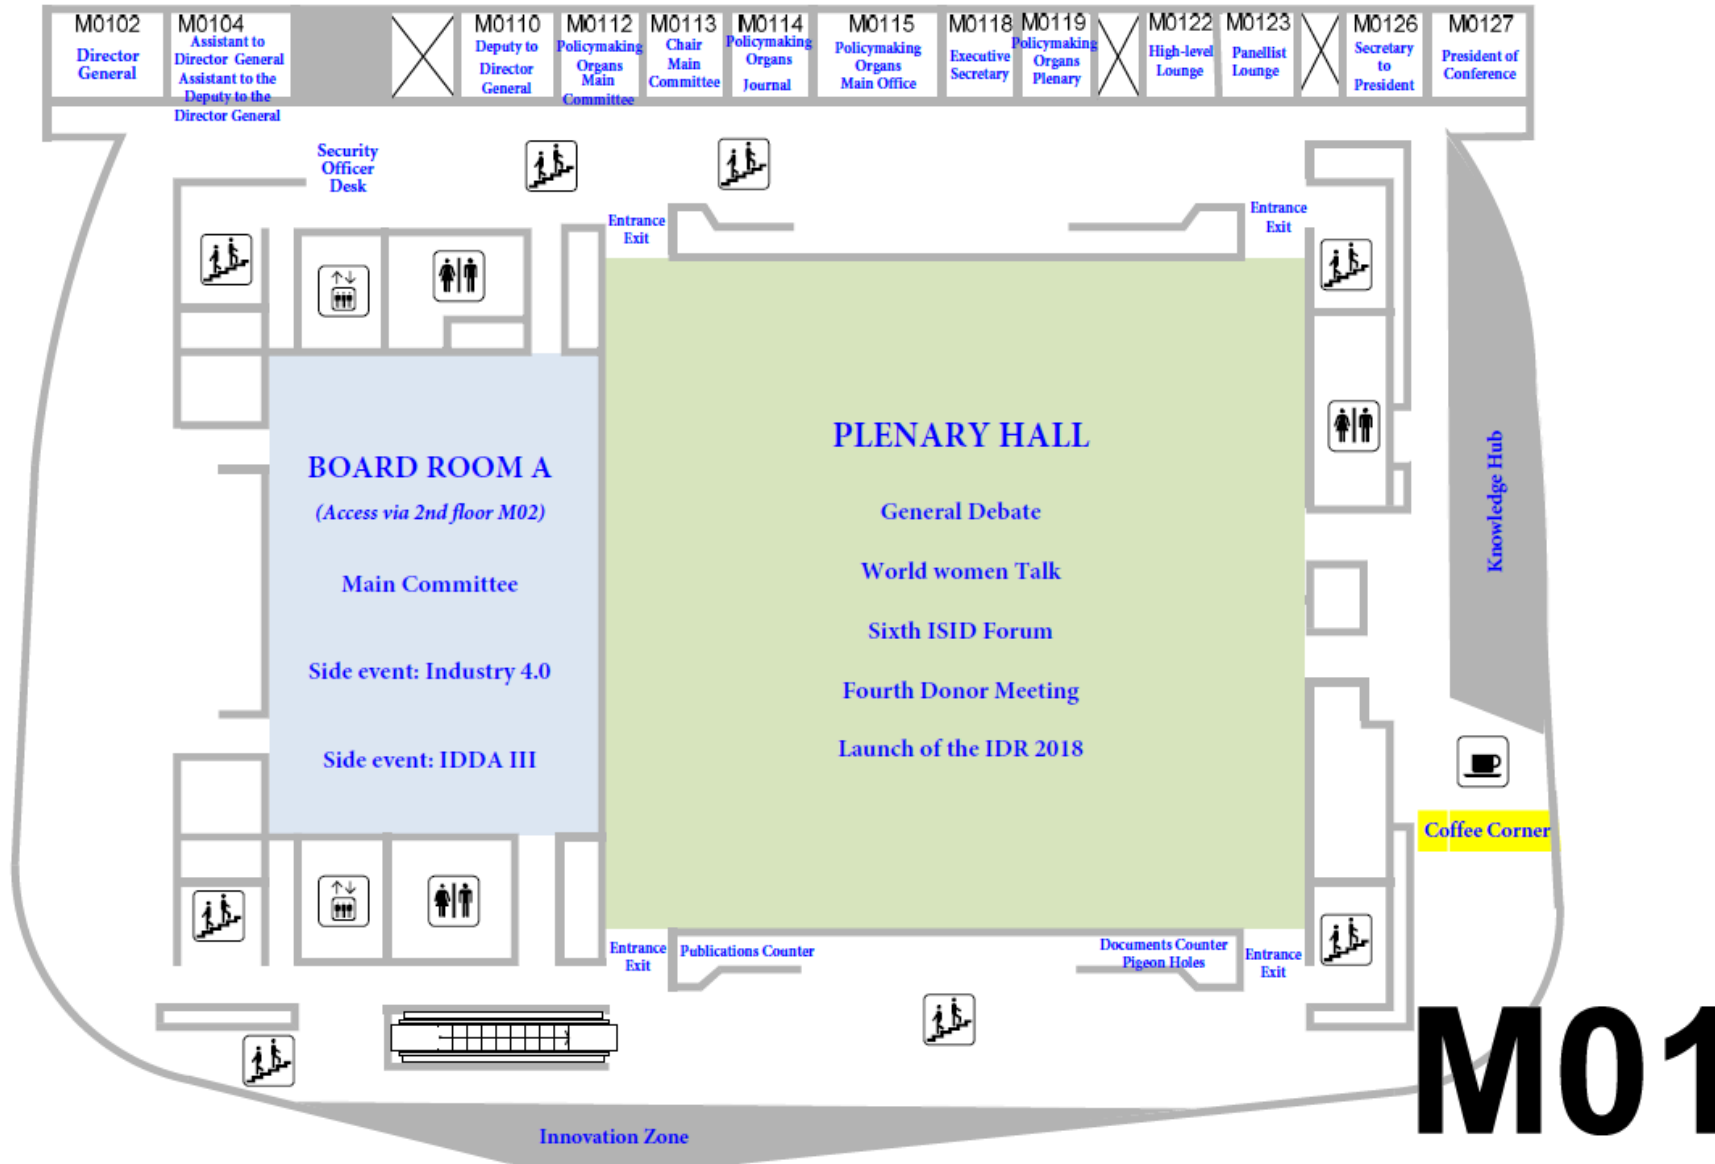 M0102
Director
General
M0104
Assistant to
Director General
Assistant to the
Deputy to the
Director General
M0110
Deputy to
Director
General
M0112
Policymaking
Organs
Main
Committee
M0113
Chair
Main
Committee
M0114
Policymaking
Organs
Journal
M0115
Policymaking
Organs
Main Office
M0118
Executive
Secretary
M0119
Policymaking
Organs
Plenary
M0122
High-level
Lounge
M0123
Panellist
Lounge
M0126
Secretary
to
President
M0127
President of
Conference
Security
Officer
Desk
Entrance
Exit
Entrance
Exit
BOARD ROOM A
(Access via 2nd floor M02)
Main Committee
Side event: Industry 4.0
Side event: IDDA III
PLENARY HALL
General Debate
World women Talk
Sixth ISID Forum
Fourth Donor Meeting
Launch of the IDR 2018
Knowledge Hub
Coffee Corner
Entrance
Exit
Publications Counter
Documents Counter
Pigeon Holes
Entrance
Exit
Innovation Zone
M01